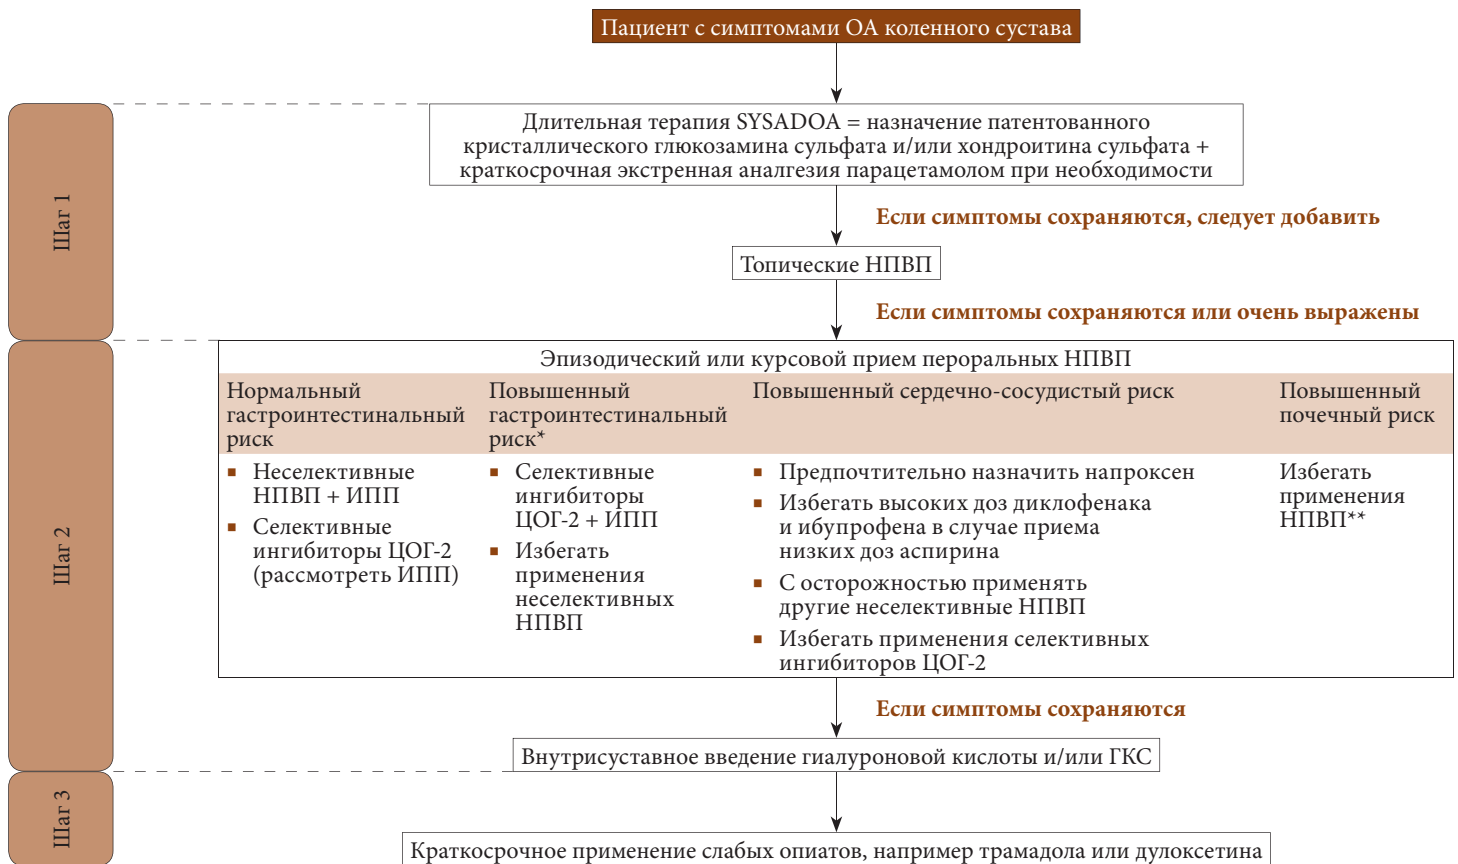 Пациент с симптомами ОА коленного сустава
Шаг 1
Длительная терапия SYSADOA = назначение патентованного
кристаллического глюкозамина сульфата и/или хондроитина сульфата +
краткосрочная экстренная аналгезия парацетамолом при необходимости
Если симптомы сохраняются, следует добавить
Топические НПВП
Если симптомы сохраняются или очень выражены
Шаг 2
Эпизодический или курсовой прием пероральных НПВП
Нормальный
гастроинтестинальный
риск
▪ Неселективные
НПВП + ИПП
▪ Селективные
ингибиторы ЦОГ-2
(рассмотреть ИПП)
Повышенный
гастроинтестинальный
риск*
▪ Селективные
ингибиторы
ЦОГ-2 + ИПП
▪ Избегать
применения
неселективных
НПВП
Повышенный сердечно-сосудистый риск
▪ Предпочтительно назначить напроксен
▪ Избегать высоких доз диклофенака
и ибупрофена в случае приема
низких доз аспирина
▪ С осторожностью применять
другие неселективные НПВП
▪ Избегать применения селективных
ингибиторов ЦОГ-2
Повышенный
почечный риск
Избегать
применения
НПВП**
Если симптомы сохраняются
Внутрисуставное введение гиалуроновой кислоты и/или ГКС
Шаг 3
Краткосрочное применение слабых опиатов, например трамадола или дулоксетина